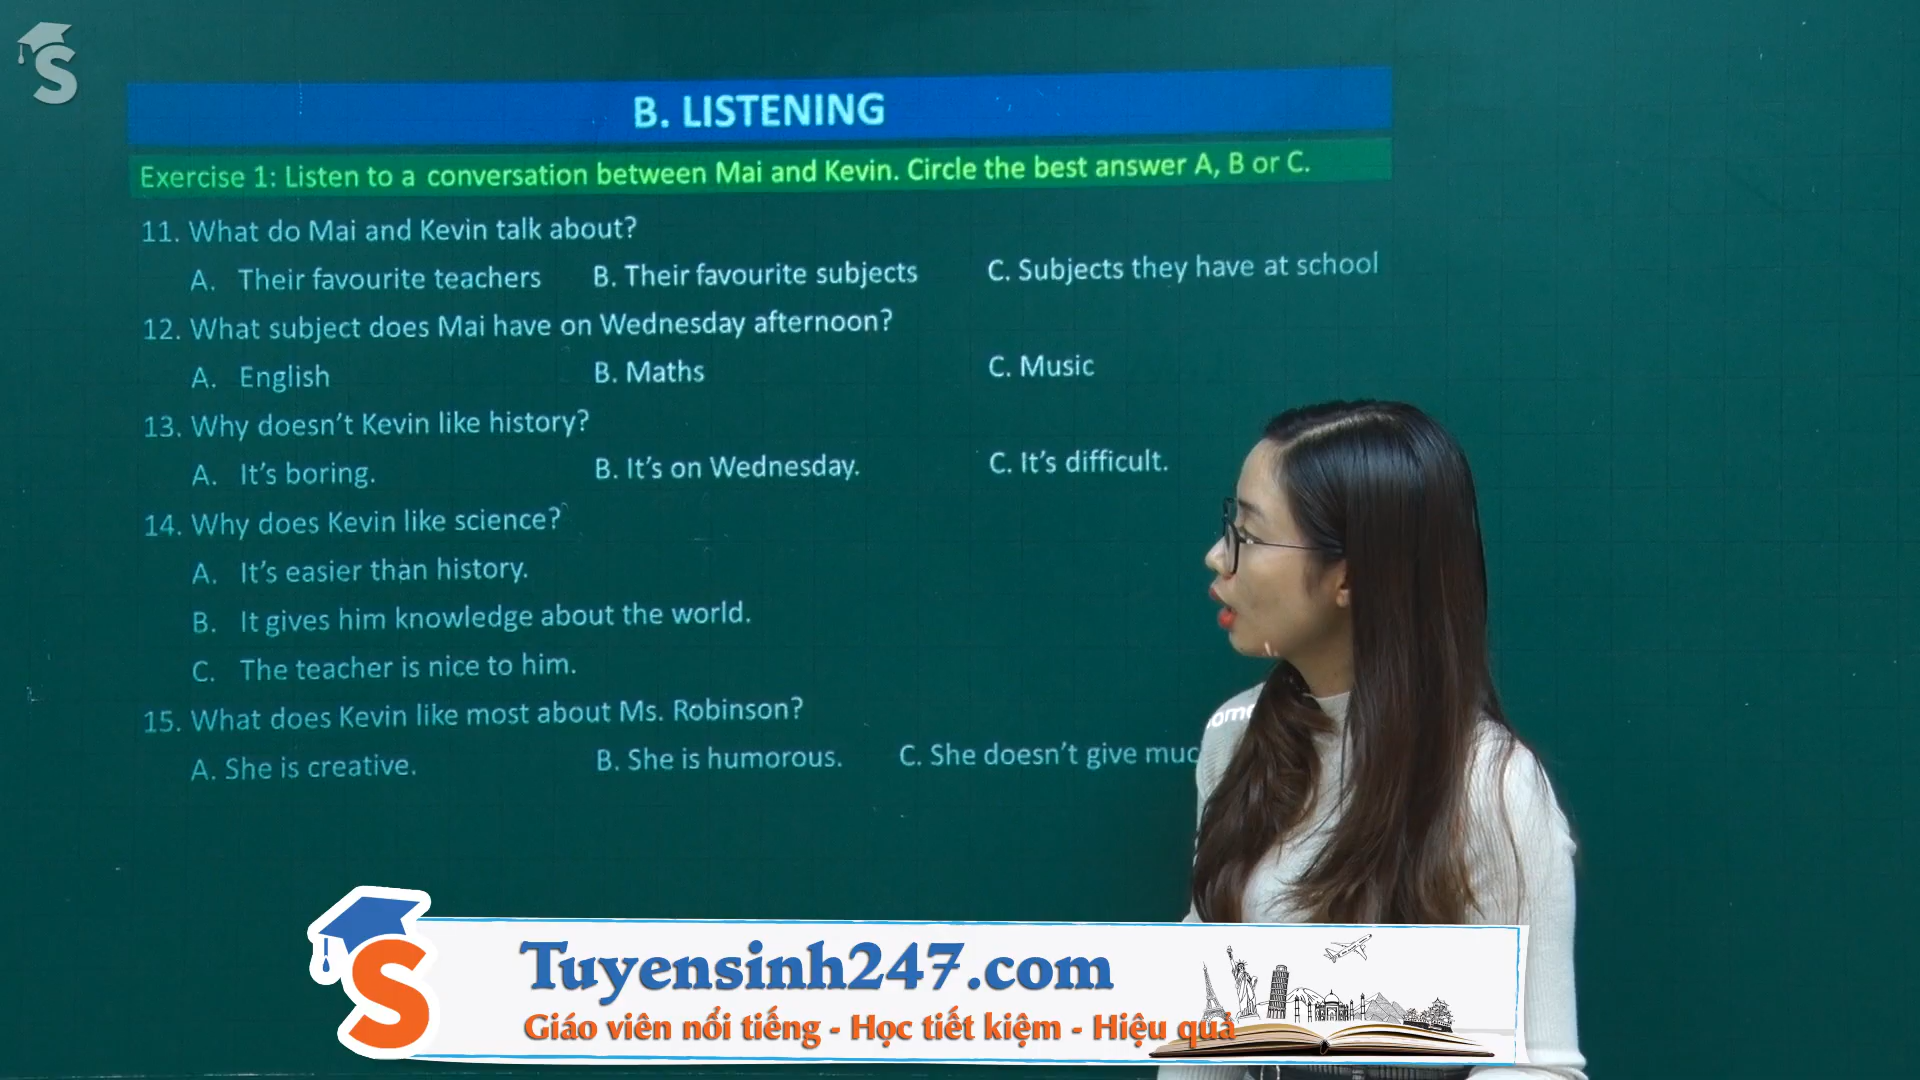 S
B. LISTENING
Exercise 1: Listen to a conversation between Mai and Kevin. Circle the best answer A, B or C.
11. What do Mai and Kevin talk about?
A. Their favourite teachers B. Their favourite subjects C. Subjects they have at school
12. What subject does Mai have on Wednesday afternoon?
A. English B. Maths C. Music
13. Why doesn't Kevin like history?
A. It's boring. B. It's on Wednesday. C. It's difficult.
14. Why does Kevin like science?
A. It's easier than history.
B. It gives him knowledge about the world.
C. The teacher is nice to him.
15. What does Kevin like most about Ms. Robinson?
A. She is creative. B. She is humorous. C. She doesn't give
S
Tuyensinh247.com
Giáo viên nổi tiếng - Học tiết kiệm - Hiệu quả